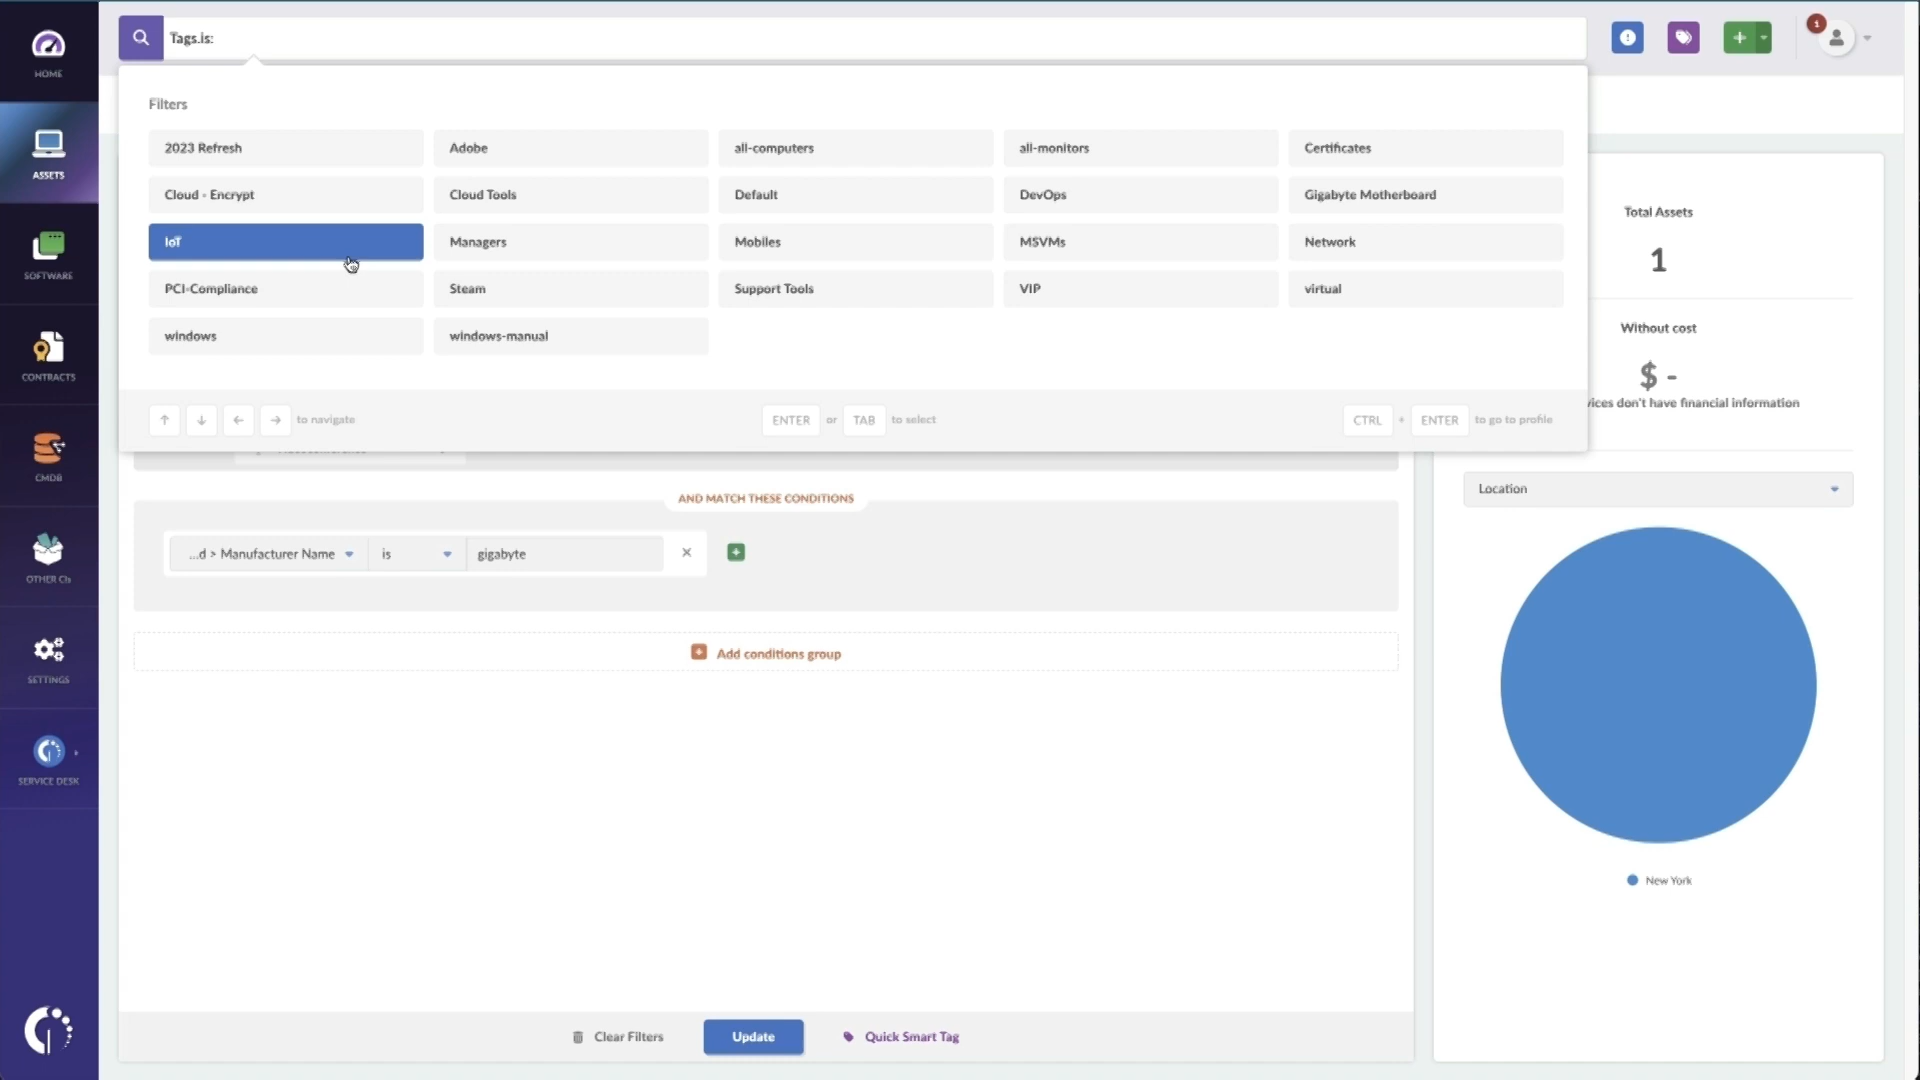 Tags.is:
1
HOME
ASSETS
SOFTWARE
CONTRACTS
CMDB
OTHER CIs
SETTINGS
SERVICE DESK
Filters
2023 Refresh
Adobe
all-computers
all-monitors
Certificates
Cloud - Encrypt
Cloud Tools
Default
DevOps
Gigabyte Motherboard
IoT
Managers
Mobiles
MSVMs
Network
PCI-Compliance
Steam
Support Tools
VIP
virtual
windows
windows-manual
to navigate
ENTER or TAB to select
CTRL + ENTER to go to profile
AND MATCH THESE CONDITIONS
...d > Manufacturer Name
is
gigabyte
Add conditions group
Clear Filters
Update
Quick Smart Tag
Total Assets
1
Without cost
$ -
vices don't have financial information
Location
New York